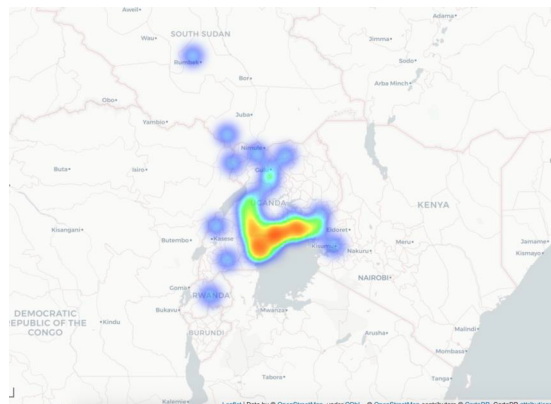 Aweil•
Adama•
SOUTH SUDAN
Wau•
Jimma•
Sodo•
Rumbek•
Bor•
Arba Minch•
Obo•
Juba•
Yambio•
Nimule•
Buta•
Isiro•
Gulu•
UGANDA
KENYA
Kisangani•
Butembo•
•Kasese
Eldoret•
Kisumu•
Meru•
Nakuru•
Jamaame•
Kismayo•
Goma•
NAIROBI•
RWANDA
Bukavu•
Mwanza•
DEMOCRATIC
REPUBLIC OF THE
CONGO
•Kindu
BURUNDI
Arusha•
Malindi•
Mombasa•
Tabora•
Tanga•
Kalemie•